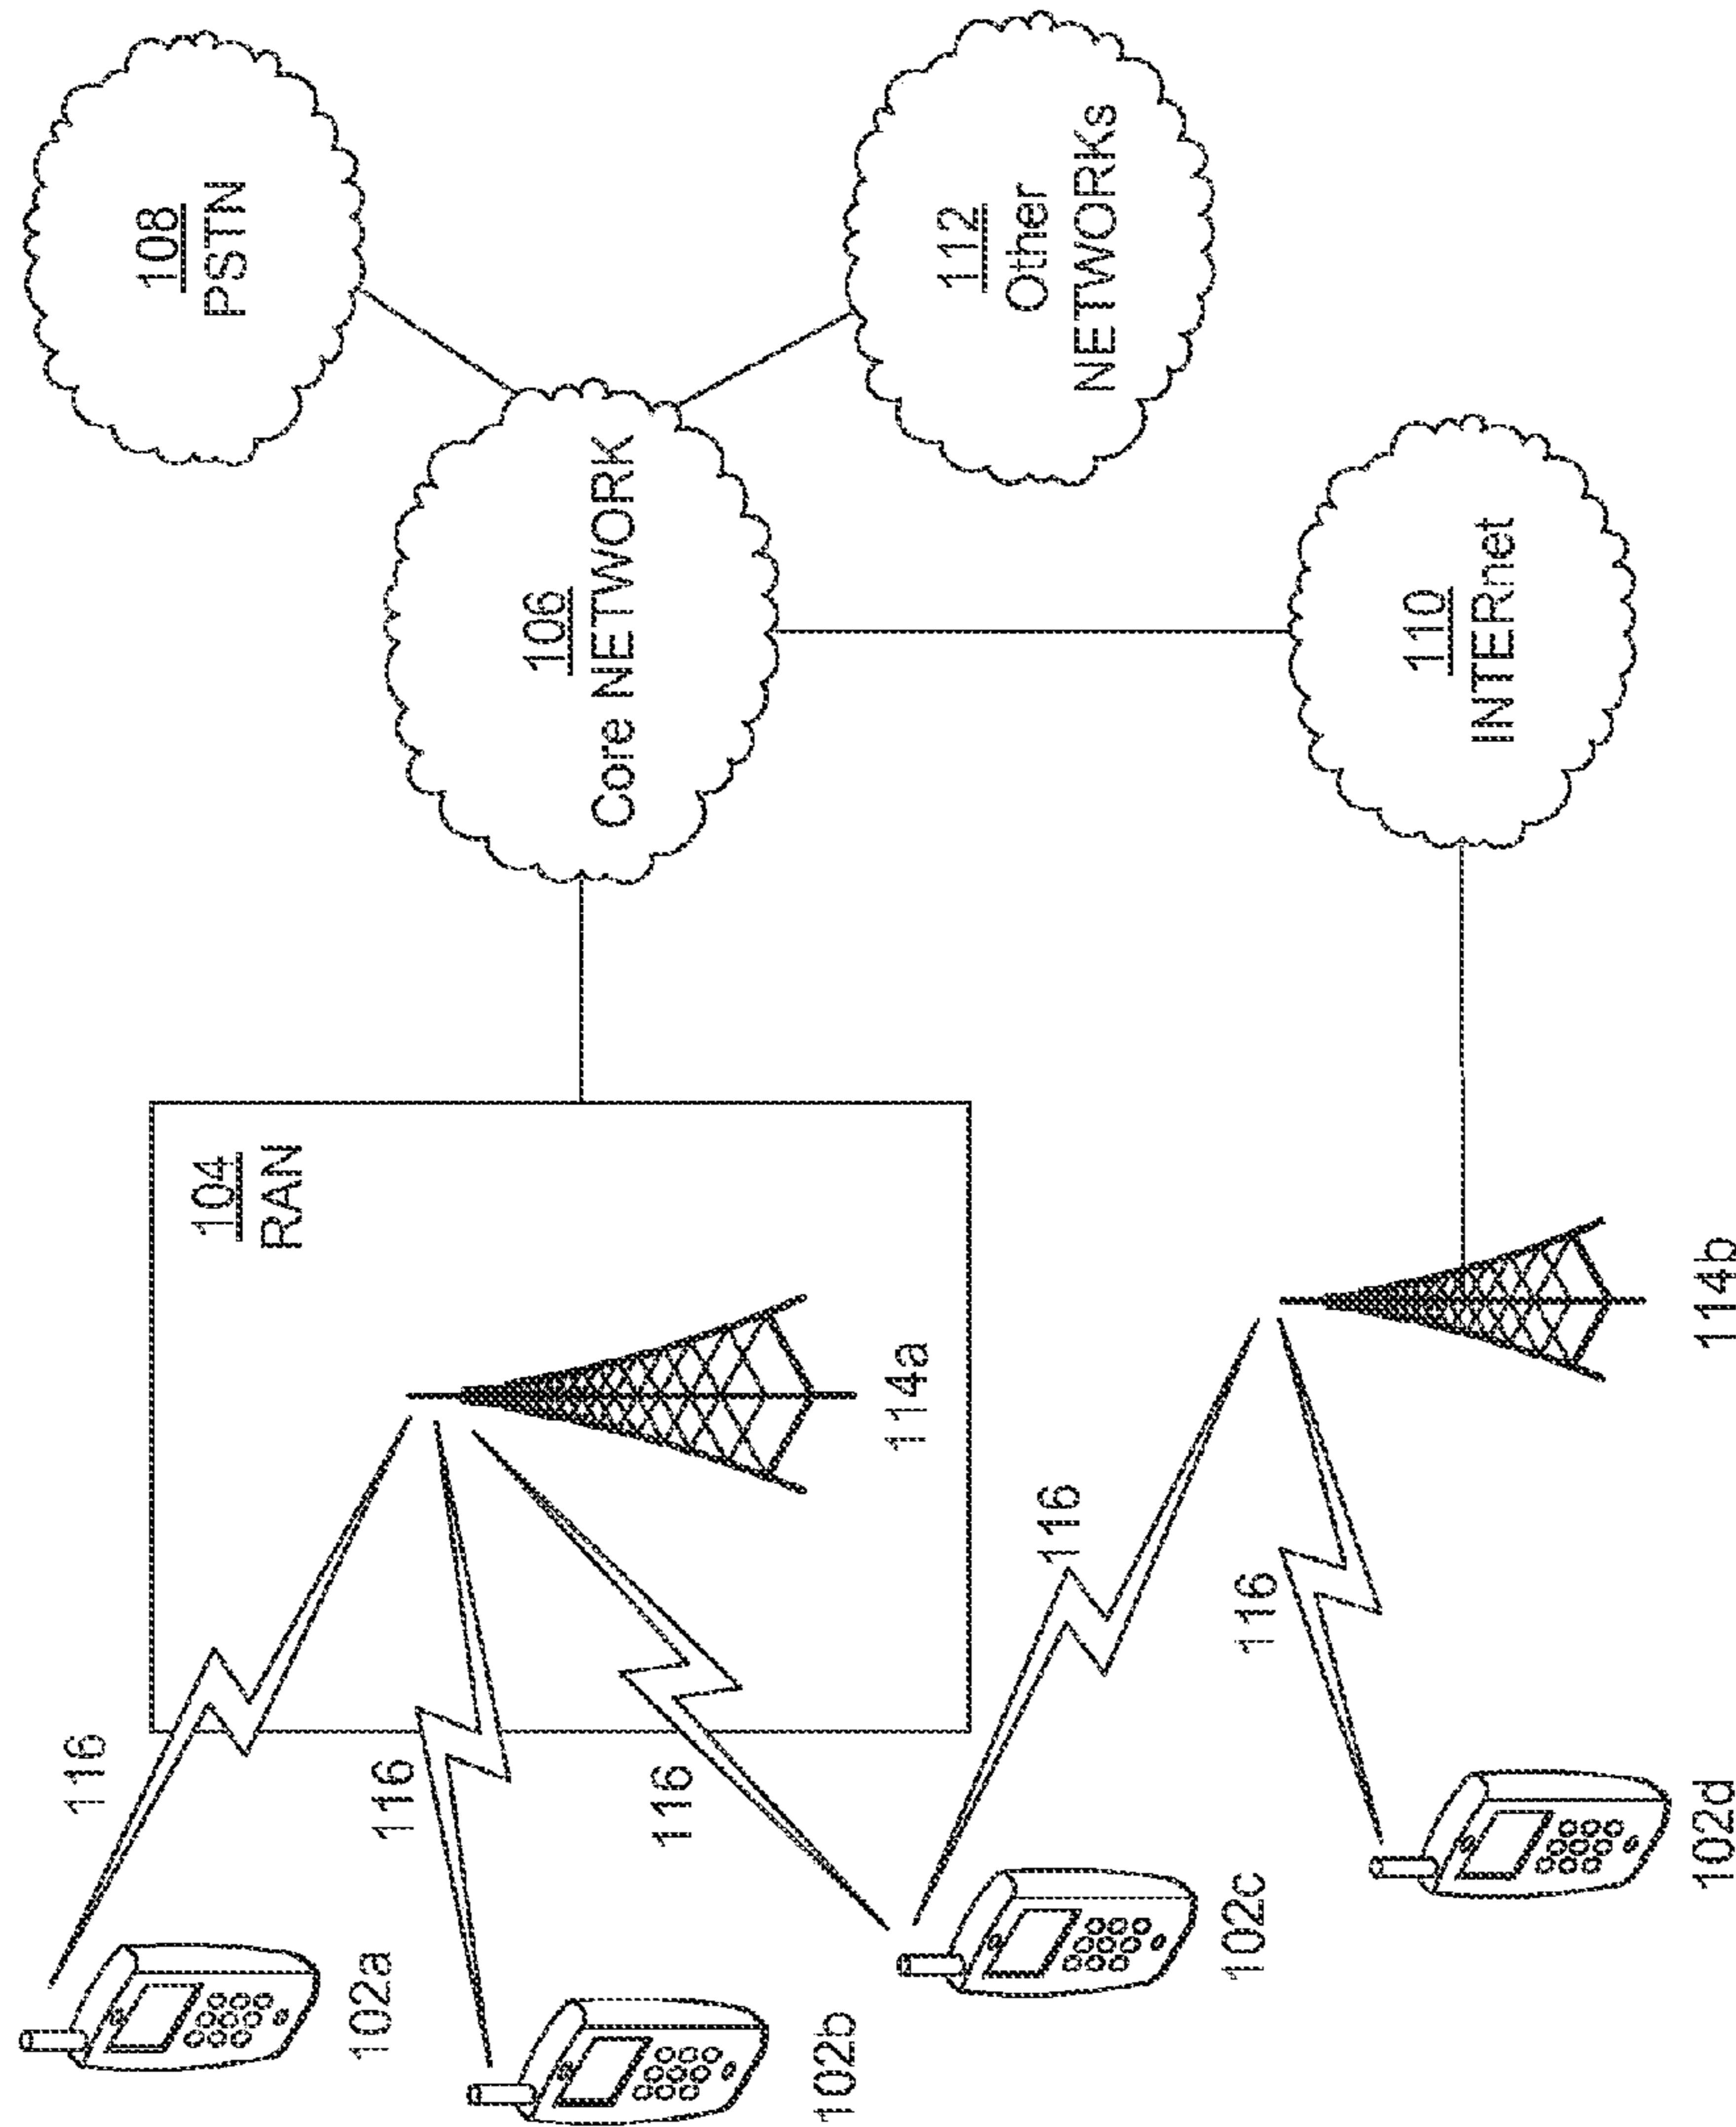 102a
116
102b
116
116
102c
116
102d
116
104
RAN
114a
114b
106
Core NETWORK
108
PSTN
112
Other
NETWORKs
110
INTERnet